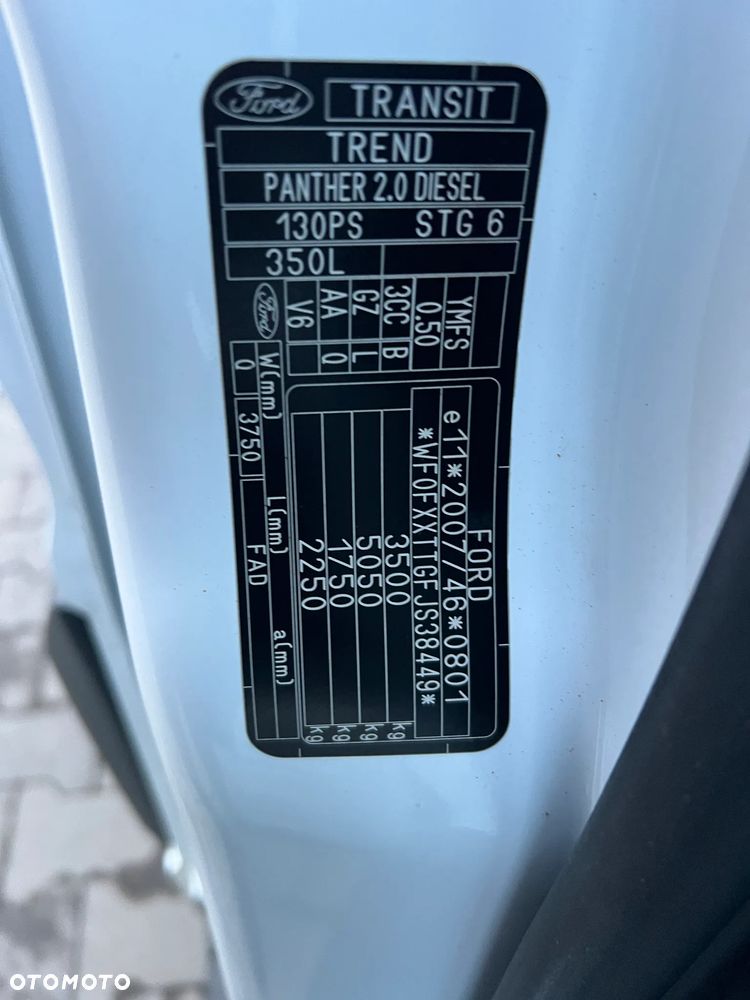 Ford TRANSIT
TREND
PANTHER 2.0 DIESEL
130PS STG 6
350L
YMFS
0.50
3CC B
GZ L
AA Q
V6
Ford
FORD
e11*2007/46*0801
*WF0FXXTTGFJS38449*
3500 kg
5050 kg
1750 kg
2250 kg
W(mm) L(mm) a(mm)
0 3750 FAD
OTOMOTO